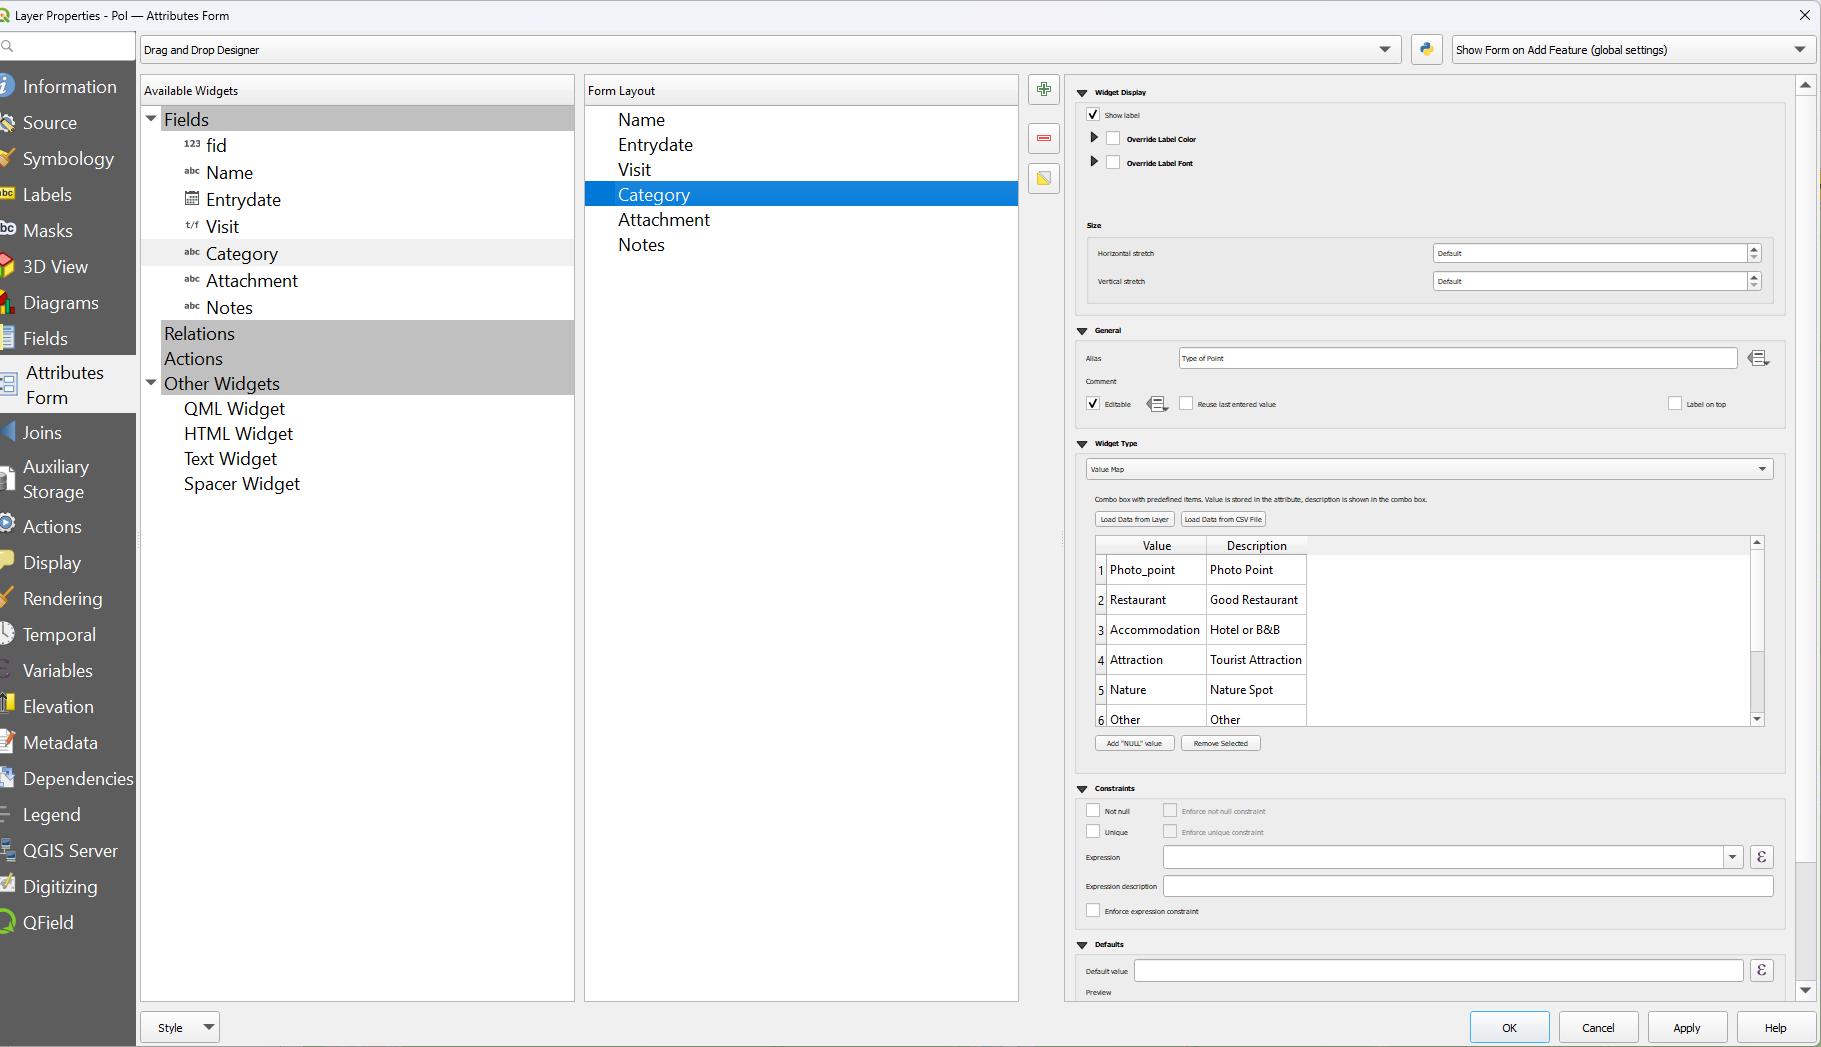 Layer Properties - PoI — Attributes Form
Drag and Drop Designer
Show Form on Add Feature (global settings)
Information
Source
Symbology
abc Labels
bc Masks
3D View
Diagrams
Fields
Attributes
Form
Joins
Auxiliary
Storage
Actions
Display
Rendering
Temporal
Variables
Elevation
Metadata
Dependencies
Legend
QGIS Server
Digitizing
QField
Available Widgets
Fields
123 fid
abc Name
Entrydate
t/f Visit
abc Category
abc Attachment
abc Notes
Relations
Actions
Other Widgets
QML Widget
HTML Widget
Text Widget
Spacer Widget
Form Layout
Name
Entrydate
Visit
Category
Attachment
Notes
Widget Display
Show label
Override Label Color
Override Label Font
Size
Horizontal stretch Default
Vertical stretch Default
General
Alias Type of Point
Comment
Editable Reuse last entered value Label on top
Widget Type
Value Map
Combo box with predefined items. Value is stored in the attribute, description is shown in the combo box.
Load Data from Layer Load Data from CSV File
Value Description
1 Photo_point Photo Point
2 Restaurant Good Restaurant
3 Accommodation Hotel or B&B
4 Attraction Tourist Attraction
5 Nature Nature Spot
6 Other Other
Add "NULL" value Remove Selected
Constraints
Not null Enforce not null constraint
Unique Enforce unique constraint
Expression ε
Expression description
Enforce expression constraint
Defaults
Default value ε
Preview
Style OK Cancel Apply Help